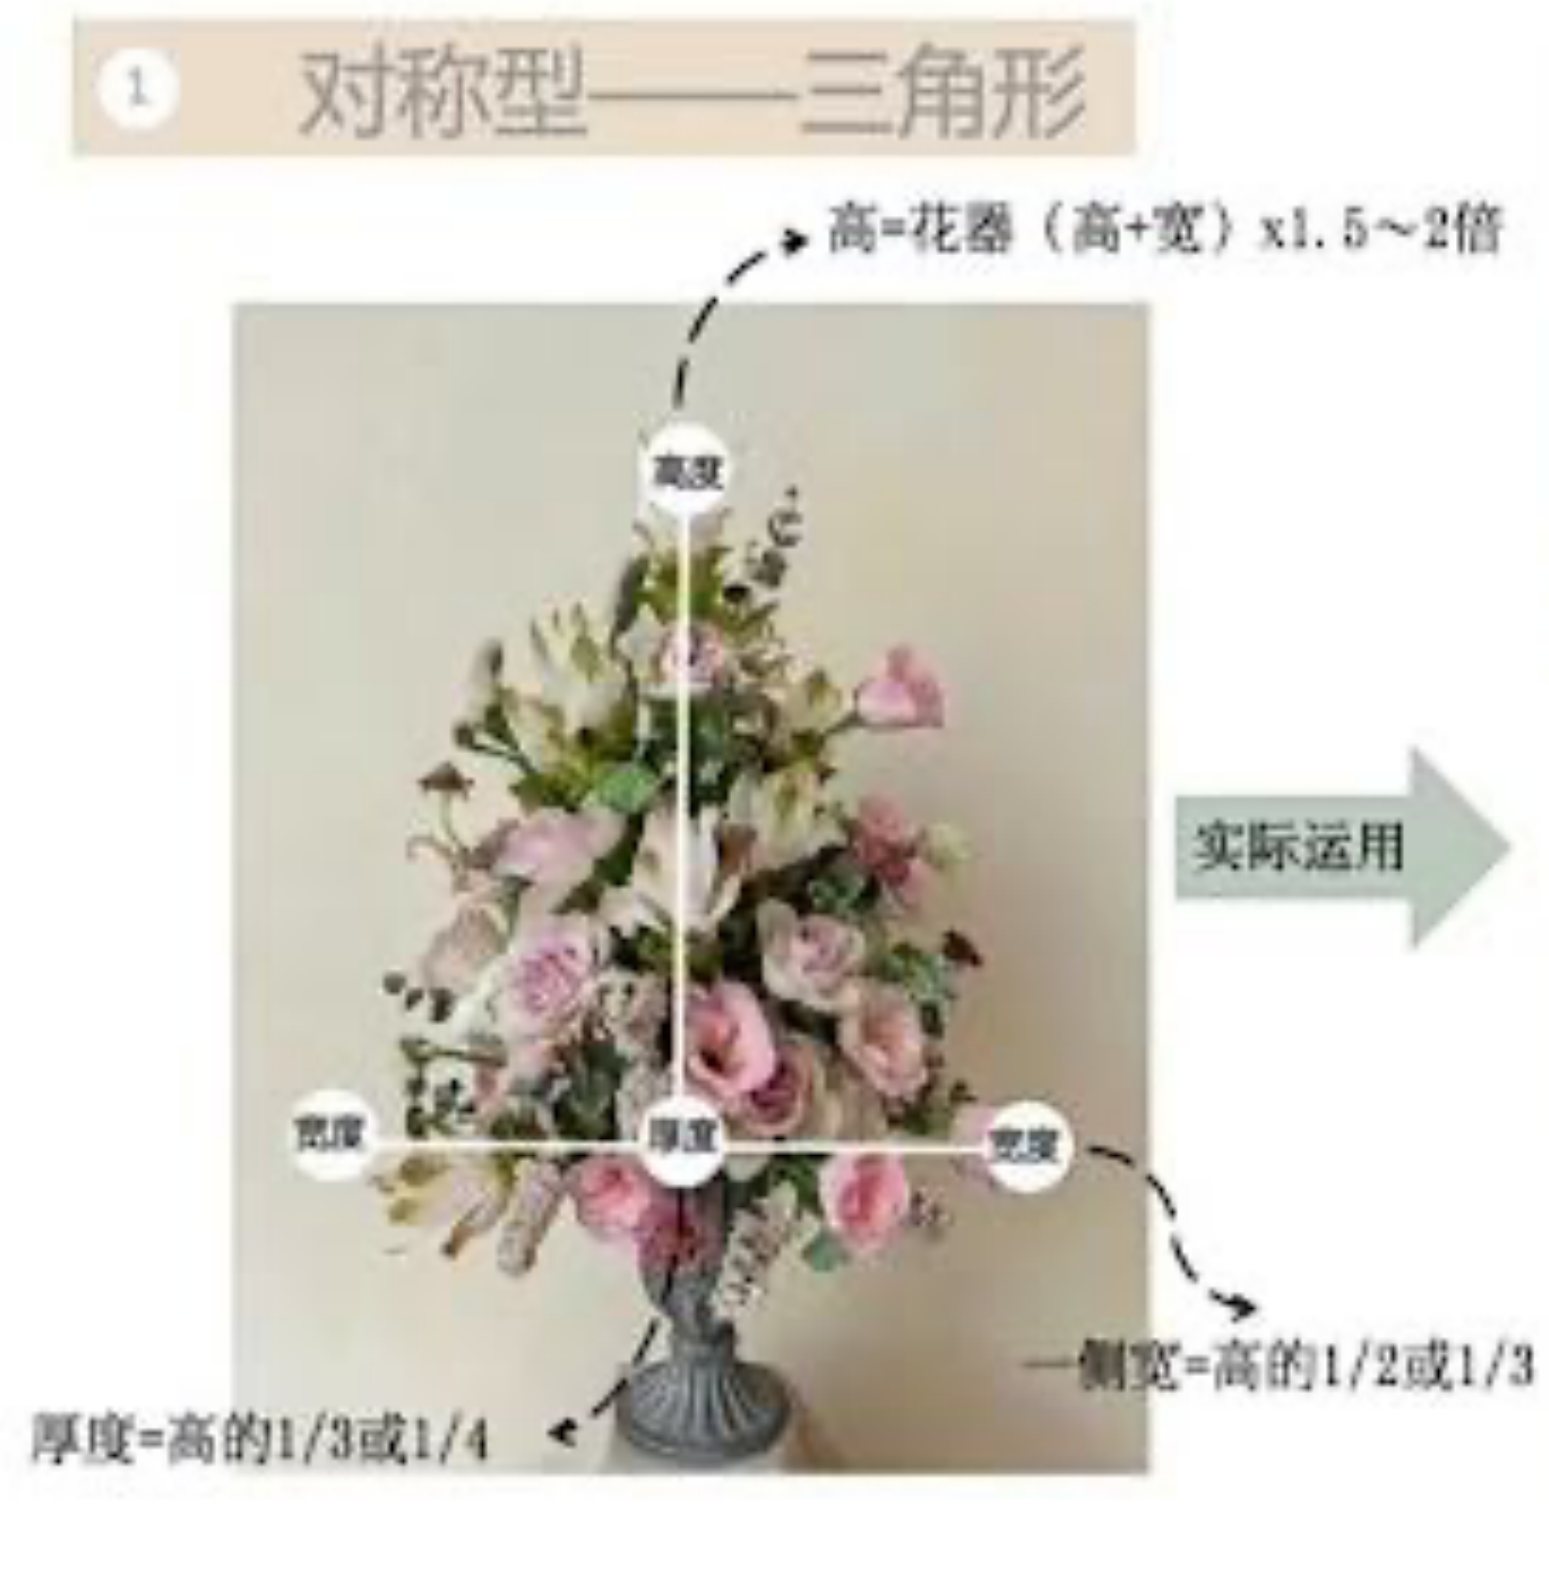 1
对称型——三角形
高=花器（高+宽）x1.5～2倍
高度
实际运用
宽度
厚度
宽度
一侧宽=高的1/2或1/3
厚度=高的1/3或1/4